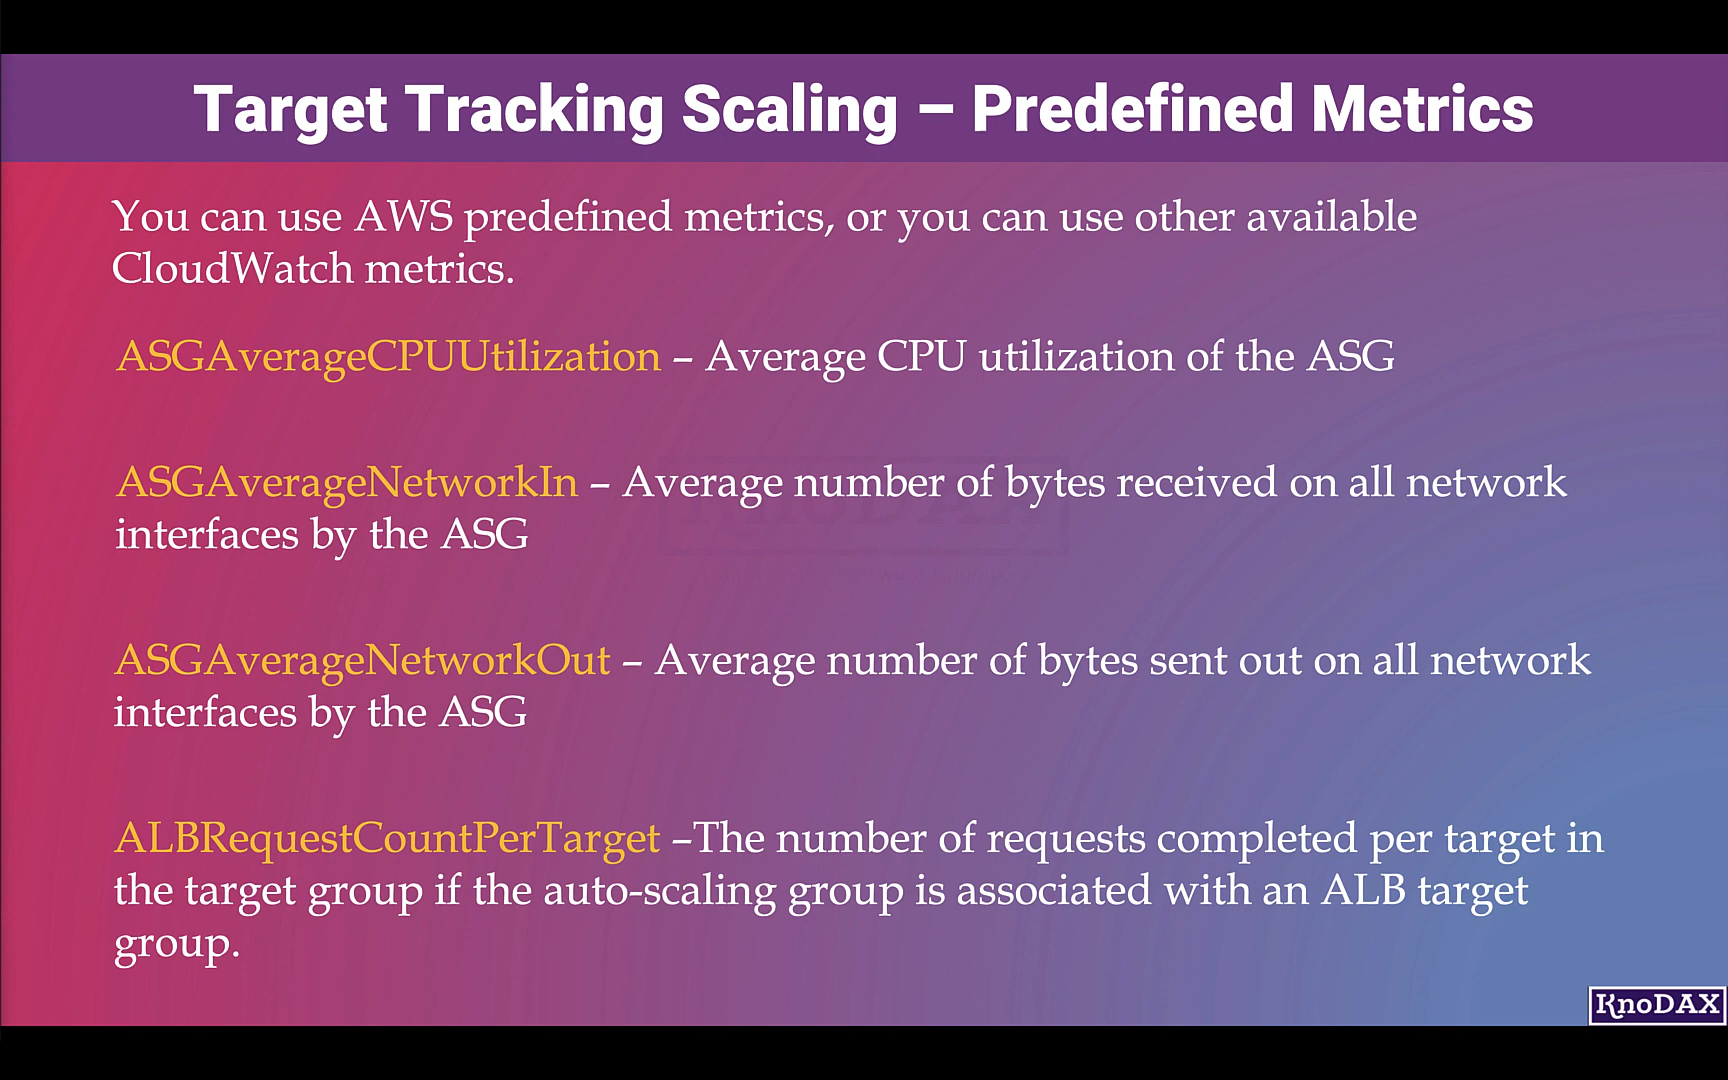 Target Tracking Scaling – Predefined Metrics
You can use AWS predefined metrics, or you can use other available
CloudWatch metrics.
ASGAverageCPUUtilization – Average CPU utilization of the ASG
ASGAverageNetworkIn – Average number of bytes received on all network
interfaces by the ASG
ASGAverageNetworkOut – Average number of bytes sent out on all network
interfaces by the ASG
ALBRequestCountPerTarget –The number of requests completed per target in
the target group if the auto-scaling group is associated with an ALB target
group.
KnoDAX